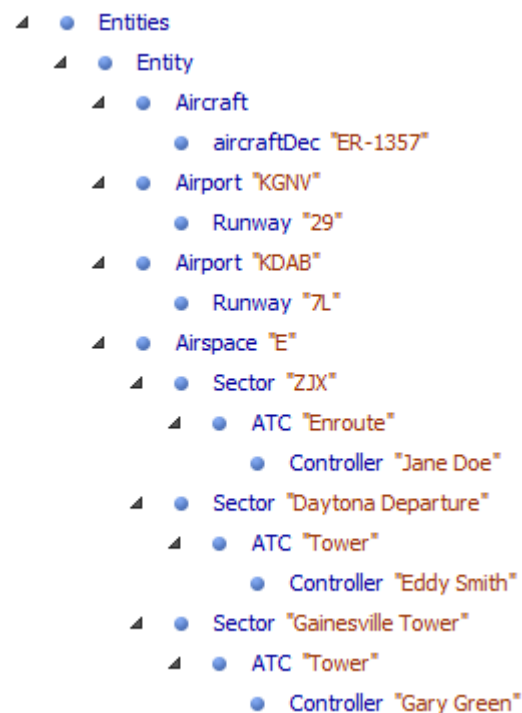 Entities
Entity
Aircraft
aircraftDec "ER-1357"
Airport "KGNV"
Runway "29"
Airport "KDAB"
Runway "7L"
Airspace "E"
Sector "ZJX"
ATC "Enroute"
Controller "Jane Doe"
Sector "Daytona Departure"
ATC "Tower"
Controller "Eddy Smith"
Sector "Gainesville Tower"
ATC "Tower"
Controller "Gary Green"